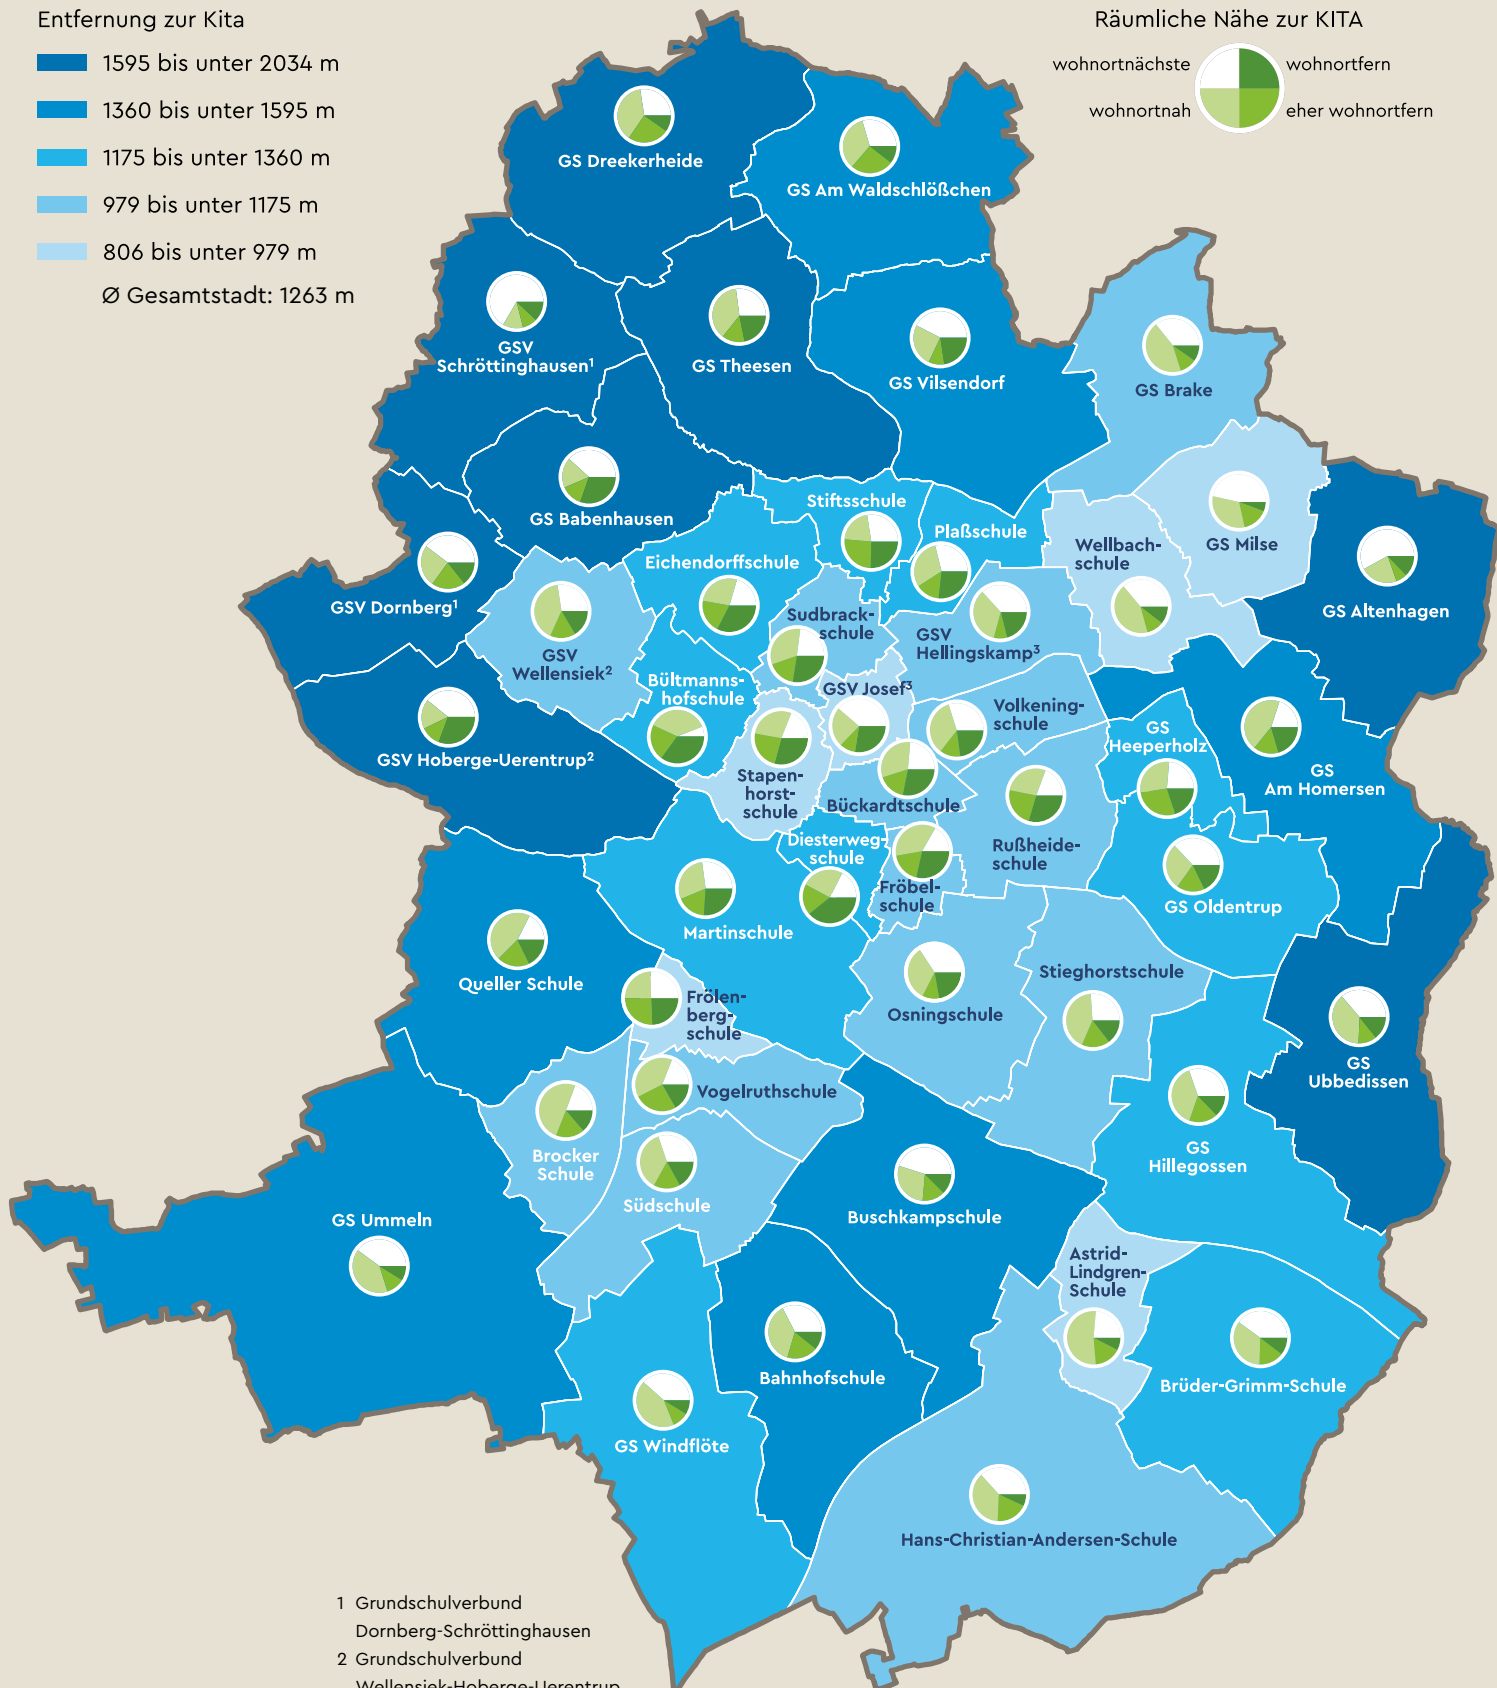 Entfernung zur Kita
1595 bis unter 2034 m
1360 bis unter 1595 m
1175 bis unter 1360 m
979 bis unter 1175 m
806 bis unter 979 m
Ø Gesamtstadt: 1263 m
Räumliche Nähe zur KITA
wohnortnächste
wohnortfern
wohnortnah
eher wohnortfern
GS Dreekerheide
GS Am Waldschlößchen
GSV
Schröttinghausen¹
GS Theesen
GS Vilsendorf
GS Brake
GS Babenhausen
Stiftsschule
Plaßschule
Wellbach-
schule
GS Milse
GS Altenhagen
GSV Dornberg¹
Eichendorffschule
GSV
Wellensiek²
Sudbrack-
schule
GSV
Hellingskamp³
Bültmanns-
hofschule
GSV Josef³
Volkening-
schule
GSV Hoberge-Uerentrup²
GS
Heeperholz
GS
Am Homersen
Stapen-
horst-
schule
Bückardtschule
Rußheide-
schule
Diesterweg-
schule
Fröbel-
schule
GS Oldentrup
Martinschule
Queller Schule
Frölen-
berg-
schule
Osningschule
Stieghorstschule
GS
Ubbedissen
Vogelruthschule
Brocker
Schule
Südschule
GS
Hillegossen
Buschkampschule
GS Ummeln
Astrid-
Lindgren-
Schule
Bahnhofschule
Brüder-Grimm-Schule
GS Windflöte
Hans-Christian-Andersen-Schule
1 Grundschulverbund
Dornberg-Schröttinghausen
2 Grundschulverbund
Wellensiek-Hoberge-Uerentrup